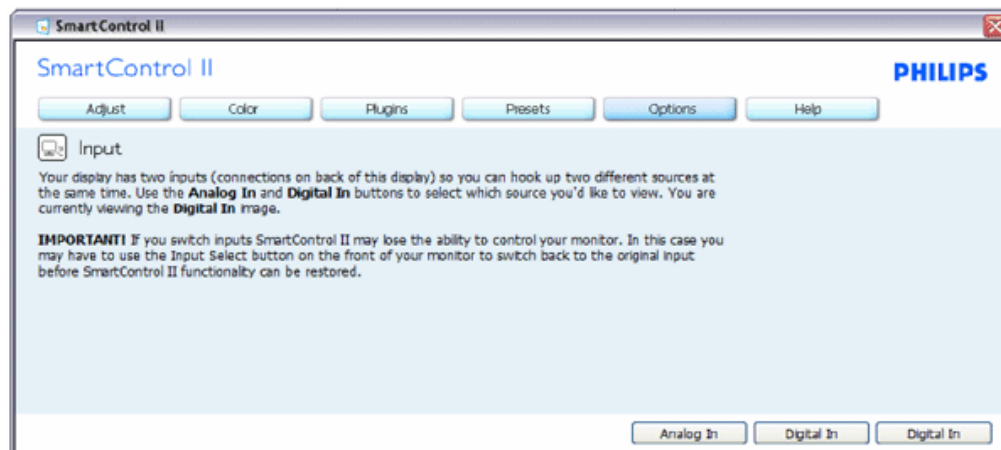 SmartControl II
SmartControl II
PHILIPS
Adjust Color Plugins Presets Options Help
Input
Your display has two inputs (connections on back of this display) so you can hook up two different sources at
the same time. Use the Analog In and Digital In buttons to select which source you'd like to view. You are
currently viewing the Digital In image.
IMPORTANT! If you switch inputs SmartControl II may lose the ability to control your monitor. In this case you
may have to use the Input Select button on the front of your monitor to switch back to the original input
before SmartControl II functionality can be restored.
Analog In Digital In Digital In